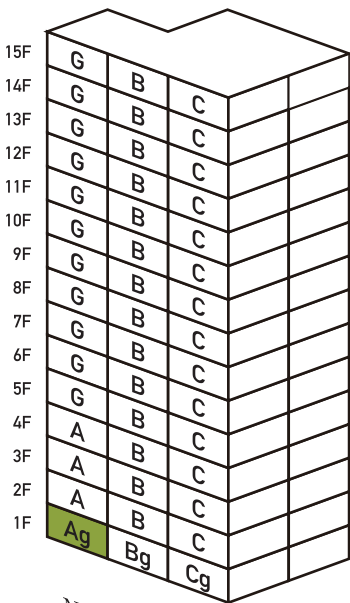 15F G B C
14F G B C
13F G B C
12F G B C
11F G B C
10F G B C
9F G B C
8F G B C
7F G B C
6F G B C
5F G B C
4F A B C
3F A B C
2F A B C
1F Ag Bg Cg